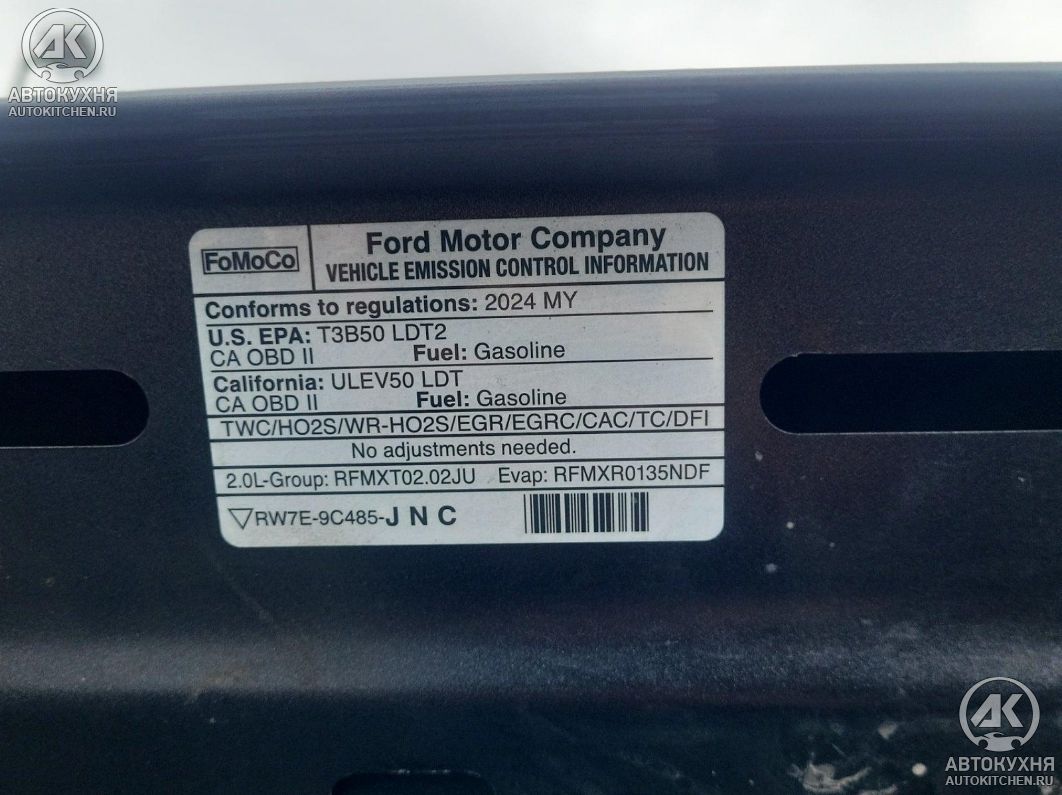 АК
АВТОКУХНЯ
AUTOKITCHEN.RU
FoMoCo
Ford Motor Company
VEHICLE EMISSION CONTROL INFORMATION
Conforms to regulations: 2024 MY
U.S. EPA: T3B50 LDT2
CA OBD II Fuel: Gasoline
California: ULEV50 LDT
CA OBD II Fuel: Gasoline
TWC/HO2S/WR-HO2S/EGR/EGRC/CAC/TC/DFI
No adjustments needed.
2.0L-Group: RFMXT02.02JU Evap: RFMXR0135NDF
RW7E-9C485-J N C
АК
АВТОКУХНЯ
AUTOKITCHEN.RU